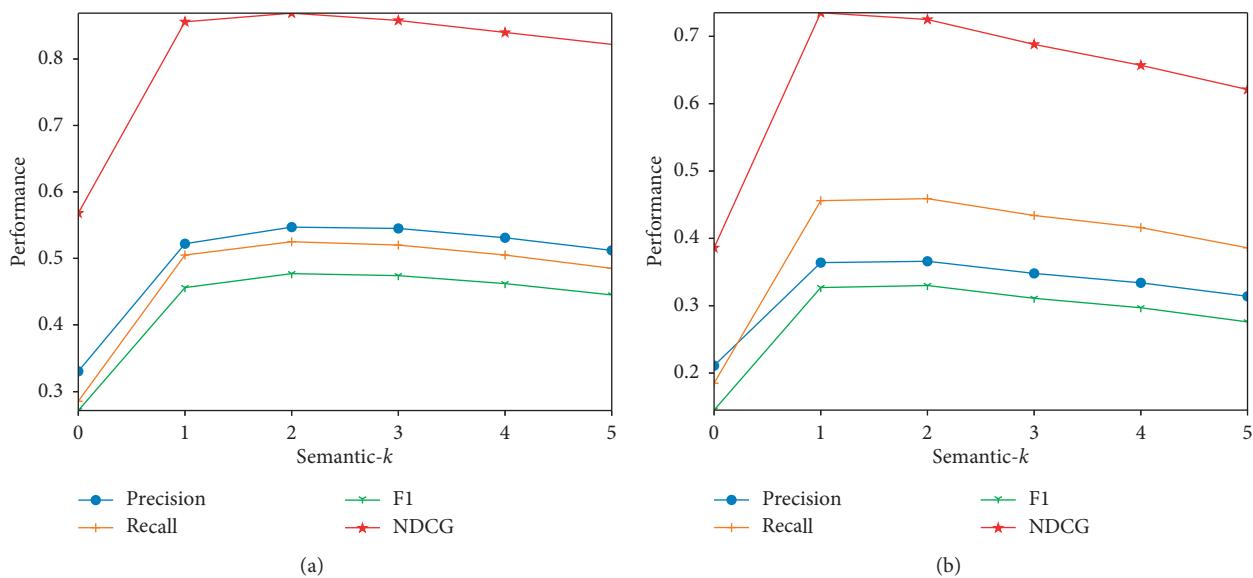 0.8
0.7
0.6
0.5
0.4
0.3
Performance
0 1 2 3 4 5
Semantic-k
Precision F1
Recall NDCG
(a)
0.7
0.6
0.5
0.4
0.3
0.2
Performance
0 1 2 3 4 5
Semantic-k
Precision F1
Recall NDCG
(b)